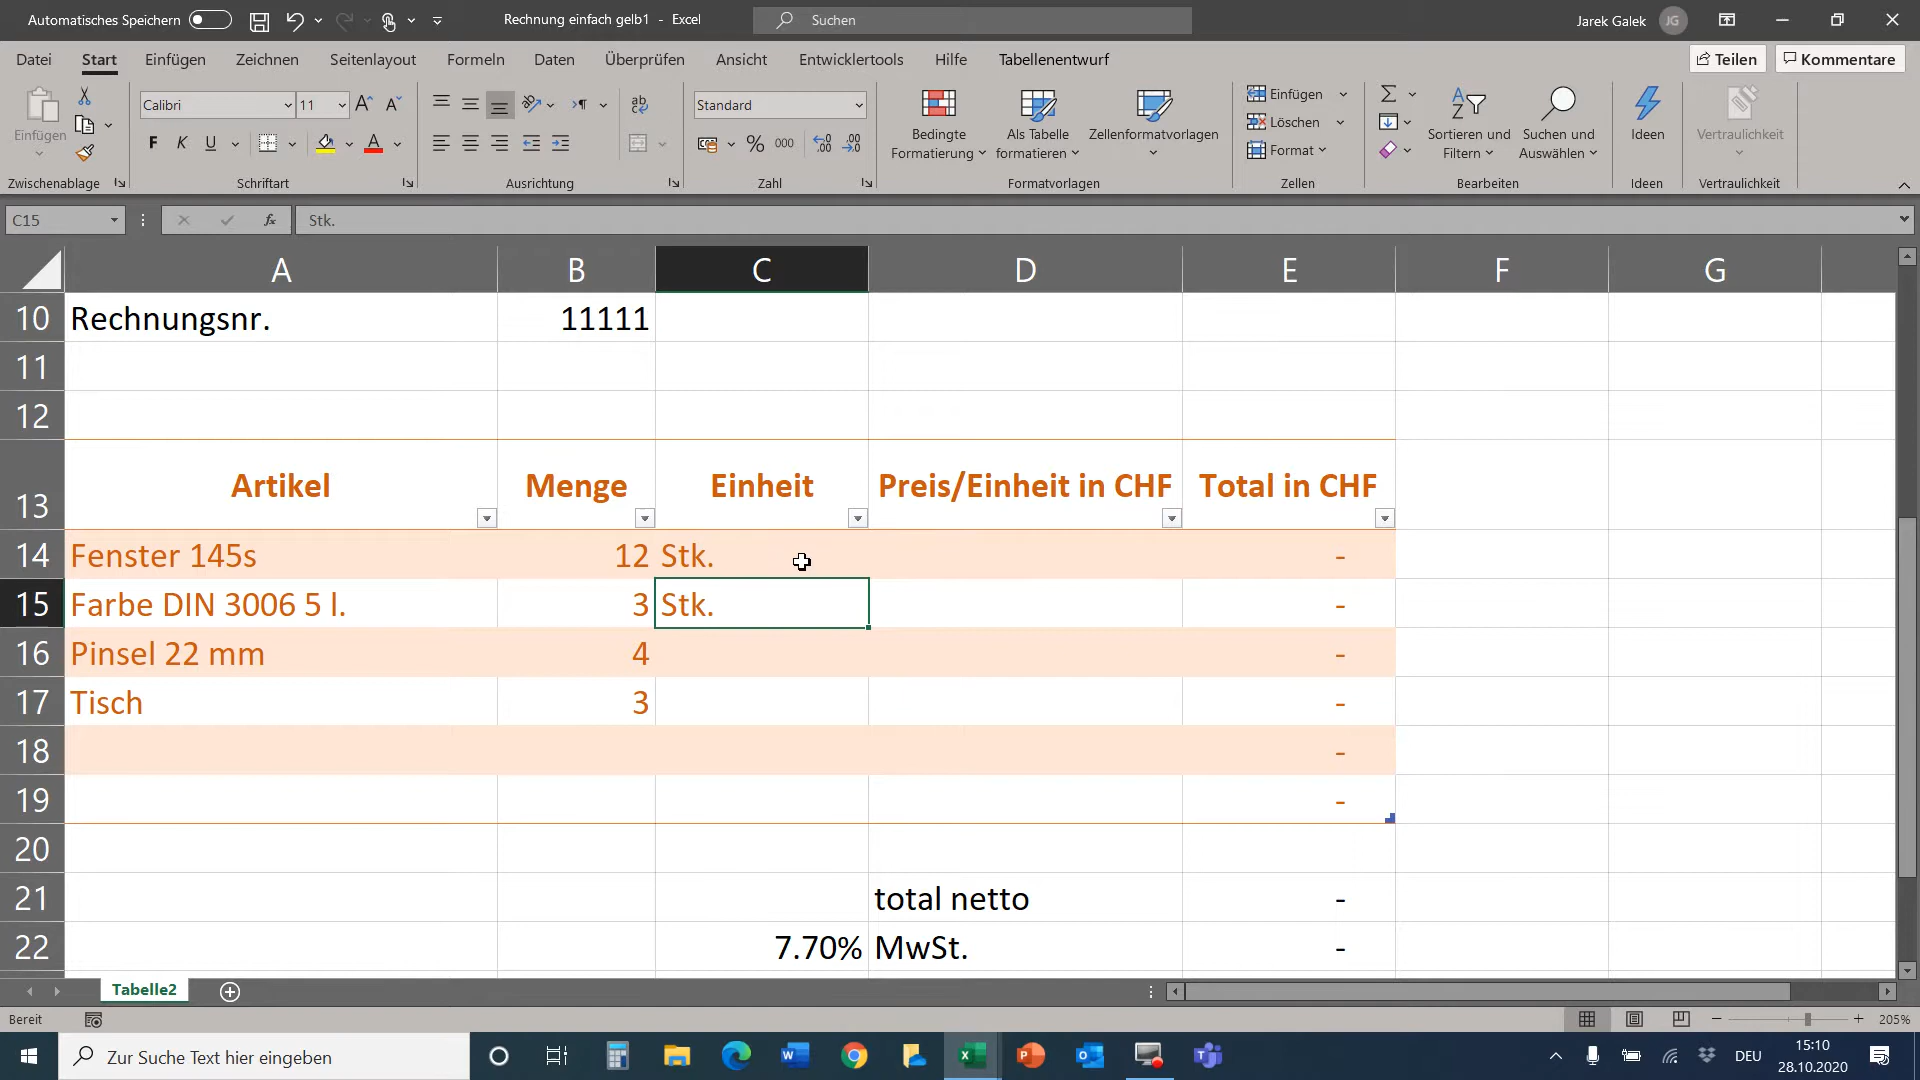 Automatisches Speichern
Rechnung einfach gelb1 - Excel
Suchen
Jarek Galek
JG
Datei Start Einfügen Zeichnen Seitenlayout Formeln Daten Überprüfen Ansicht Entwicklertools Hilfe Tabellenentwurf
Teilen
Kommentare
Einfügen
Zwischenablage
Calibri
11
F K U
Schriftart
ab
Ausrichtung
Standard
% 000
Zahl
Bedingte
Formatierung
Als Tabelle
formatieren
Zellenformatvorlagen
Formatvorlagen
Einfügen
Löschen
Format
Zellen
Sortieren und
Filtern
Suchen und
Auswählen
Bearbeiten
Ideen
Ideen
Vertraulichkeit
Vertraulichkeit
C15
fx
Stk.
A B C D E F G
10 Rechnungsnr. 11111
11
12
13 Artikel Menge Einheit Preis/Einheit in CHF Total in CHF
14 Fenster 145s 12 Stk. -
15 Farbe DIN 3006 5 l. 3 Stk. -
16 Pinsel 22 mm 4 -
17 Tisch 3 -
18 -
19 -
20
21 total netto -
22 7.70% MwSt. -
Tabelle2
Bereit
205%
Zur Suche Text hier eingeben
DEU
15:10
28.10.2020